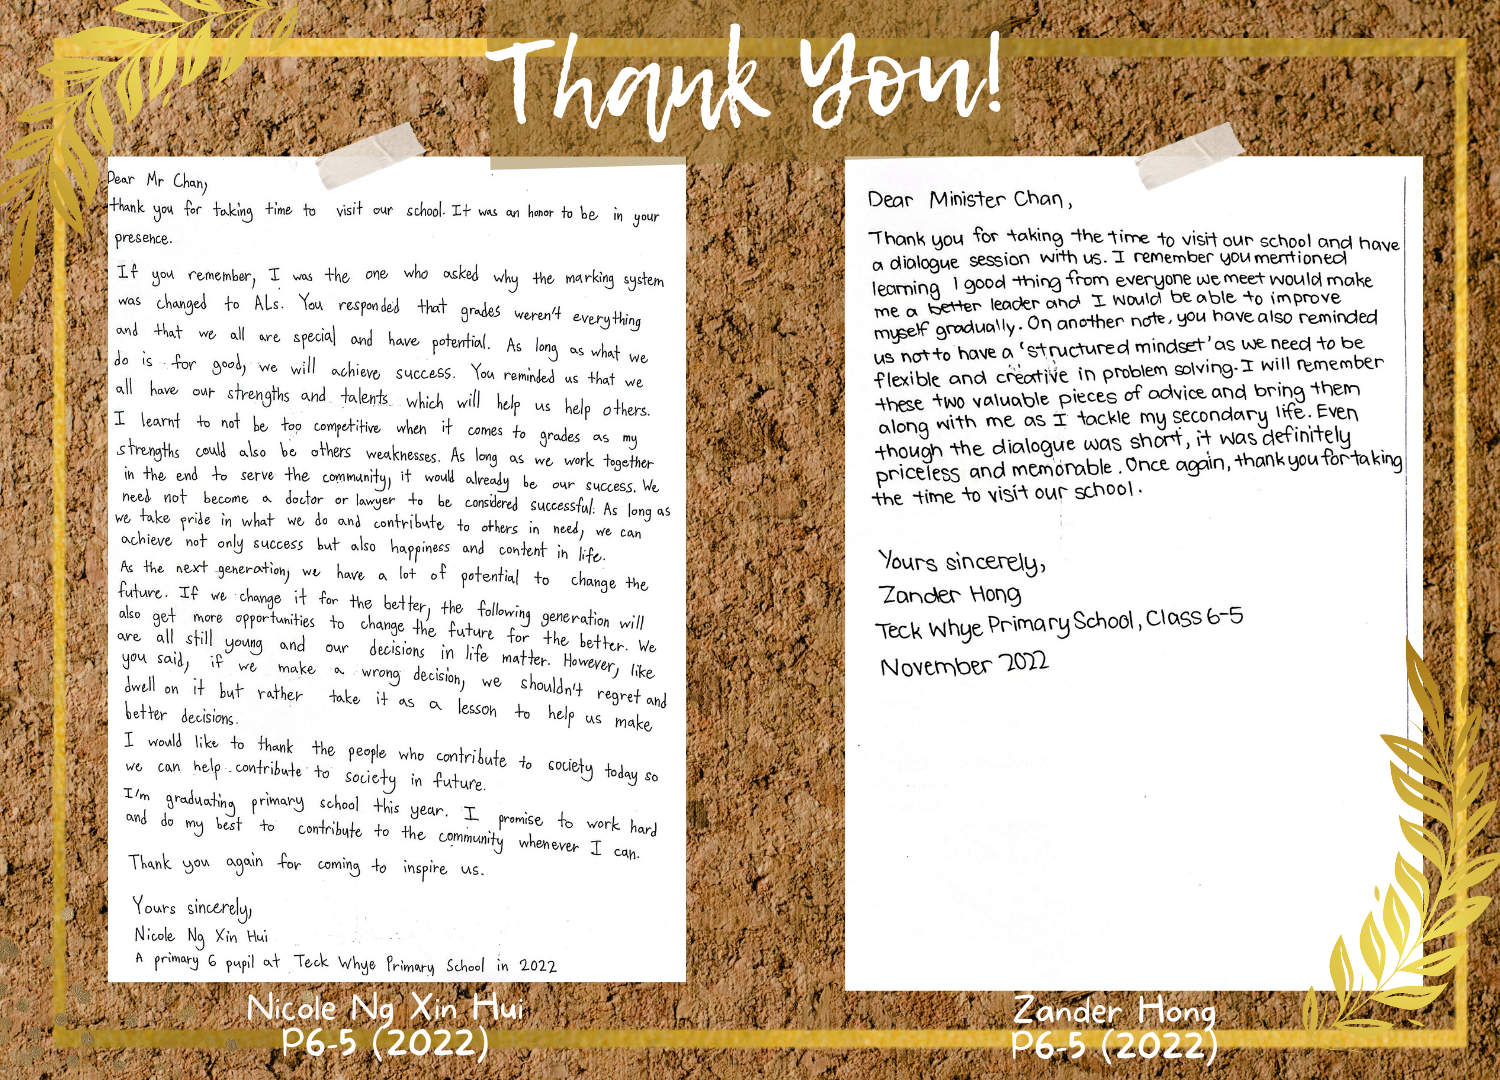 Thank You!
Dear Mr Chan,
thank you for taking time to visit our school. It was an honor to be in your
presence.
If you remember, I was the one who asked why the marking system
was changed to ALs. You responded that grades weren't everything
and that we all are special and have potential. As long as what we
do is for good, we will achieve success. You reminded us that we
all have our strengths and talents which will help us help others.
I learnt to not be too competitive when it comes to grades as my
strengths could also be others weaknesses. As long as we work together
in the end to serve the community, it would already be our success. We
need not become a doctor or lawyer to be considered successful. As long as
we take pride in what we do and contribute to others in need, we can
achieve not only success but also happiness and content in life.
As the next generation, we have a lot of potential to change the
future. If we change it for the better, the following generation will
also get more opportunities to change the future for the better. We
are all still young and our decisions in life matter. However, like
you said, if we make a wrong decision, we shouldn't regret and
dwell on it but rather take it as a lesson to help us make
better decisions.
I would like to thank the people who contribute to society today so
we can help contribute to society in future.
I'm graduating primary school this year. I promise to work hard
and do my best to contribute to the community whenever I can.
Thank you again for coming to inspire us.
Yours sincerely,
Nicole Ng Xin Hui
A primary 6 pupil at Teck Whye Primary School in 2022
Nicole Ng Xin Hui
P6-5 (2022)
Dear Minister Chan,
Thank you for taking the time to visit our school and have
a dialogue session with us. I remember you mentioned
learning 1 good thing from everyone we meet would make
me a better leader and I would be able to improve
myself gradually. On another note, you have also reminded
us not to have a 'structured mindset' as we need to be
flexible and creative in problem solving. I will remember
these two valuable pieces of advice and bring them
along with me as I tackle my secondary life. Even
though the dialogue was short, it was definitely
priceless and memorable. Once again, thank you for taking
the time to visit our school.
Yours sincerely,
Zander Hong
Teck Whye Primary School, Class 6-5
November 2022
Zander Hong
P6-5 (2022)